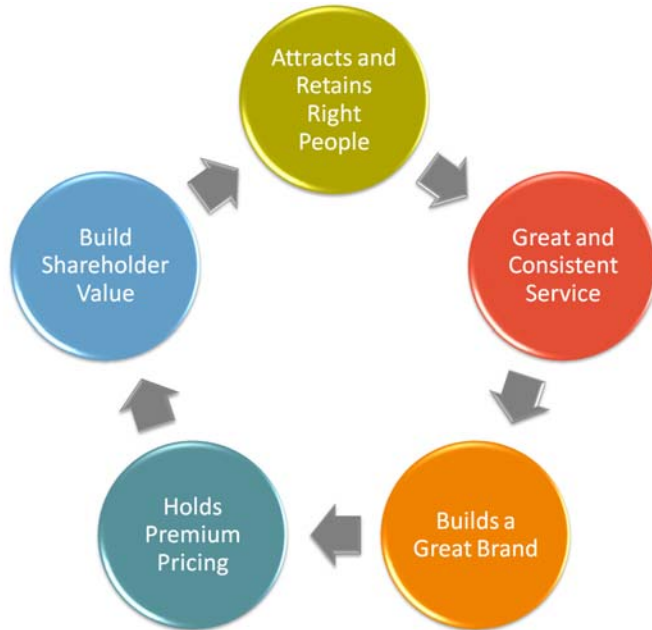 Attracts and
Retains
Right
People
Great and
Consistent
Service
Builds a
Great Brand
Holds
Premium
Pricing
Build
Shareholder
Value